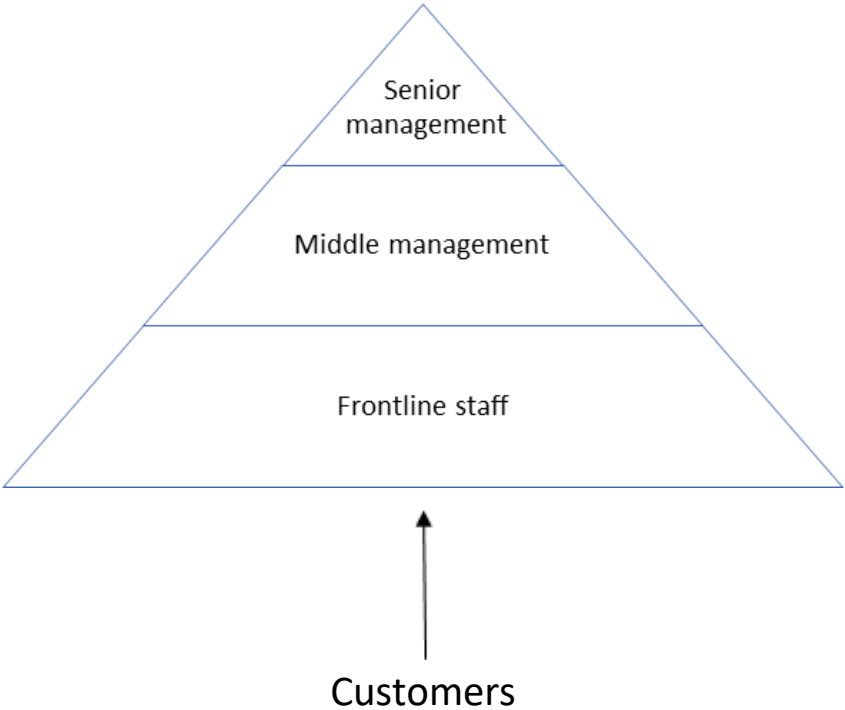 Senior
management
Middle management
Frontline staff
Customers